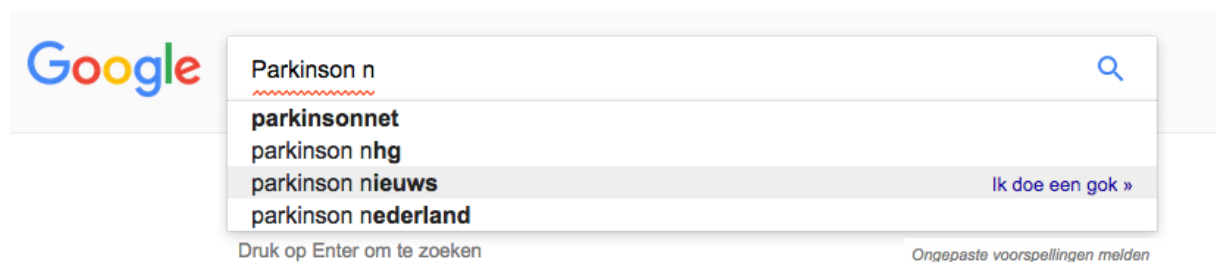 Google
Parkinson n
parkinsonnet
parkinson nhg
parkinson nieuws Ik doe een gok »
parkinson nederland
Druk op Enter om te zoeken
Ongepaste voorspellingen melden